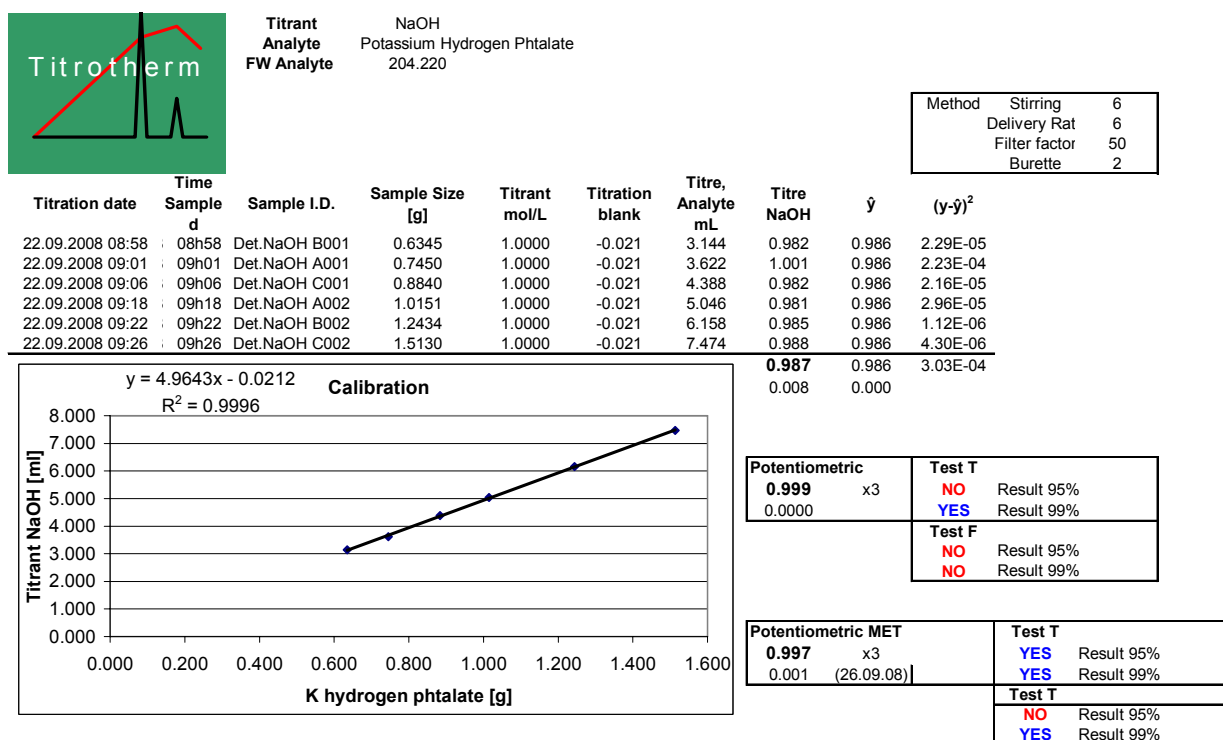 Titrotherm
Titrant NaOH
Analyte Potassium Hydrogen Phtalate
FW Analyte 204.220
Method Stirring 6
Delivery Rat 6
Filter factor 50
Burette 2
Titration date Time Sample d Sample I.D. Sample Size [g] Titrant mol/L Titration blank Titre, Analyte mL Titre NaOH ŷ (y-ŷ)²
22.09.2008 08:58 08h58 Det.NaOH B001 0.6345 1.0000 -0.021 3.144 0.982 0.986 2.29E-05
22.09.2008 09:01 09h01 Det.NaOH A001 0.7450 1.0000 -0.021 3.622 1.001 0.986 2.23E-04
22.09.2008 09:06 09h06 Det.NaOH C001 0.8840 1.0000 -0.021 4.388 0.982 0.986 2.16E-05
22.09.2008 09:18 09h18 Det.NaOH A002 1.0151 1.0000 -0.021 5.046 0.981 0.986 2.96E-05
22.09.2008 09:22 09h22 Det.NaOH B002 1.2434 1.0000 -0.021 6.158 0.985 0.986 1.12E-06
22.09.2008 09:26 09h26 Det.NaOH C002 1.5130 1.0000 -0.021 7.474 0.988 0.986 4.30E-06
0.987 0.986 3.03E-04
0.008 0.000
y = 4.9643x - 0.0212
R² = 0.9996
Calibration
Titrant NaOH [ml]
8.000
7.000
6.000
5.000
4.000
3.000
2.000
1.000
0.000
0.000 0.200 0.400 0.600 0.800 1.000 1.200 1.400 1.600
K hydrogen phtalate [g]
Potentiometric Test T
0.999 x3 NO Result 95%
0.0000 YES Result 99%
Test F
NO Result 95%
NO Result 99%
Potentiometric MET Test T
0.997 x3 YES Result 95%
0.001 (26.09.08) YES Result 99%
Test T
NO Result 95%
YES Result 99%